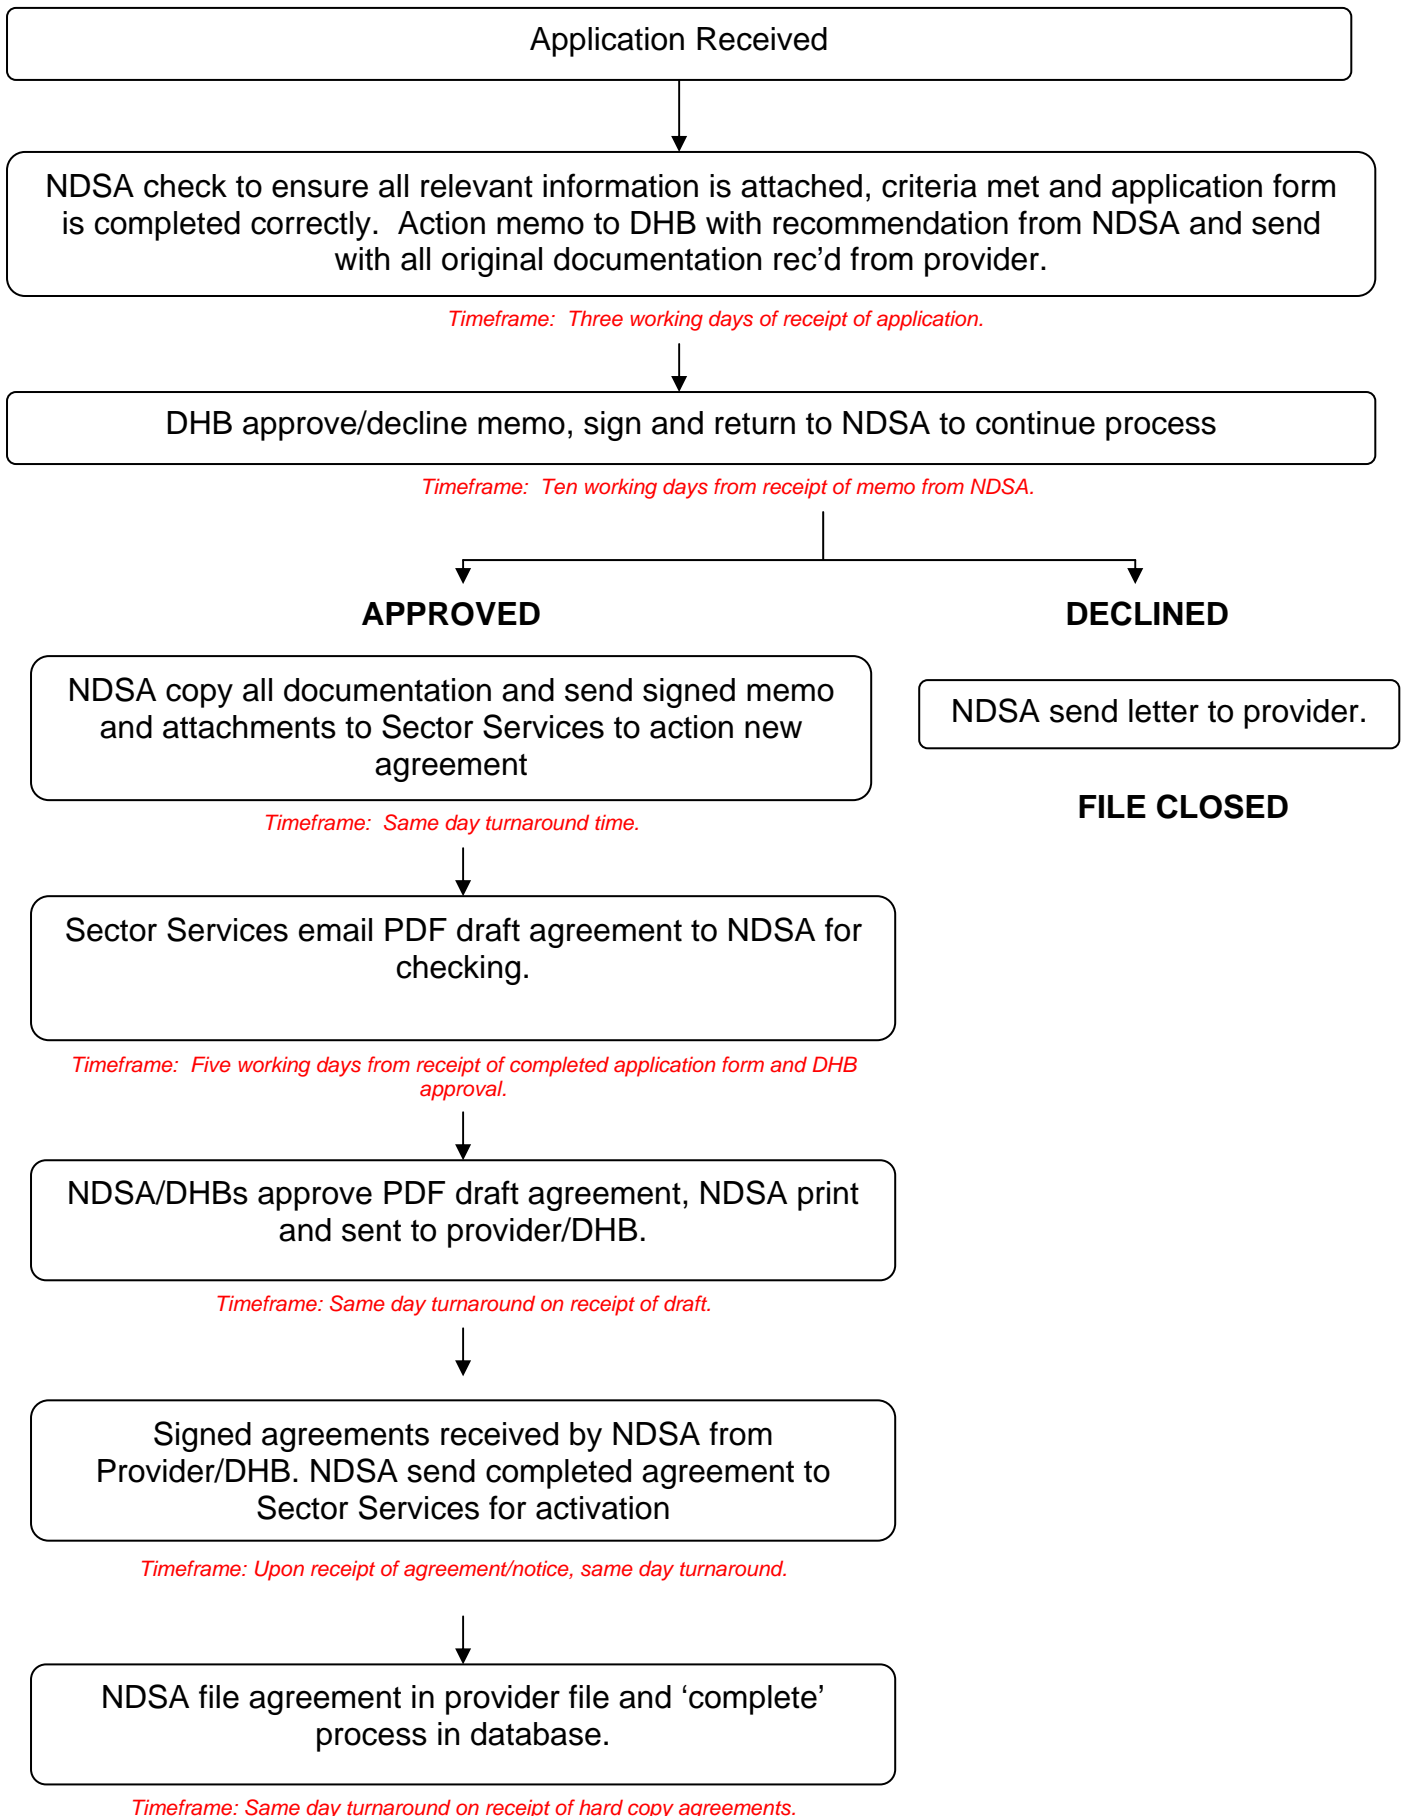 Application Received
NDSA check to ensure all relevant information is attached, criteria met and application form
is completed correctly.  Action memo to DHB with recommendation from NDSA and send
with all original documentation rec'd from provider.
Timeframe:  Three working days of receipt of application.
DHB approve/decline memo, sign and return to NDSA to continue process
Timeframe:  Ten working days from receipt of memo from NDSA.
APPROVED
DECLINED
NDSA copy all documentation and send signed memo
and attachments to Sector Services to action new
agreement
NDSA send letter to provider.
FILE CLOSED
Timeframe:  Same day turnaround time.
Sector Services email PDF draft agreement to NDSA for
checking.
Timeframe:  Five working days from receipt of completed application form and DHB
approval.
NDSA/DHBs approve PDF draft agreement, NDSA print
and sent to provider/DHB.
Timeframe: Same day turnaround on receipt of draft.
Signed agreements received by NDSA from
Provider/DHB. NDSA send completed agreement to
Sector Services for activation
Timeframe: Upon receipt of agreement/notice, same day turnaround.
NDSA file agreement in provider file and ‘complete’
process in database.
Timeframe: Same day turnaround on receipt of hard copy agreements.